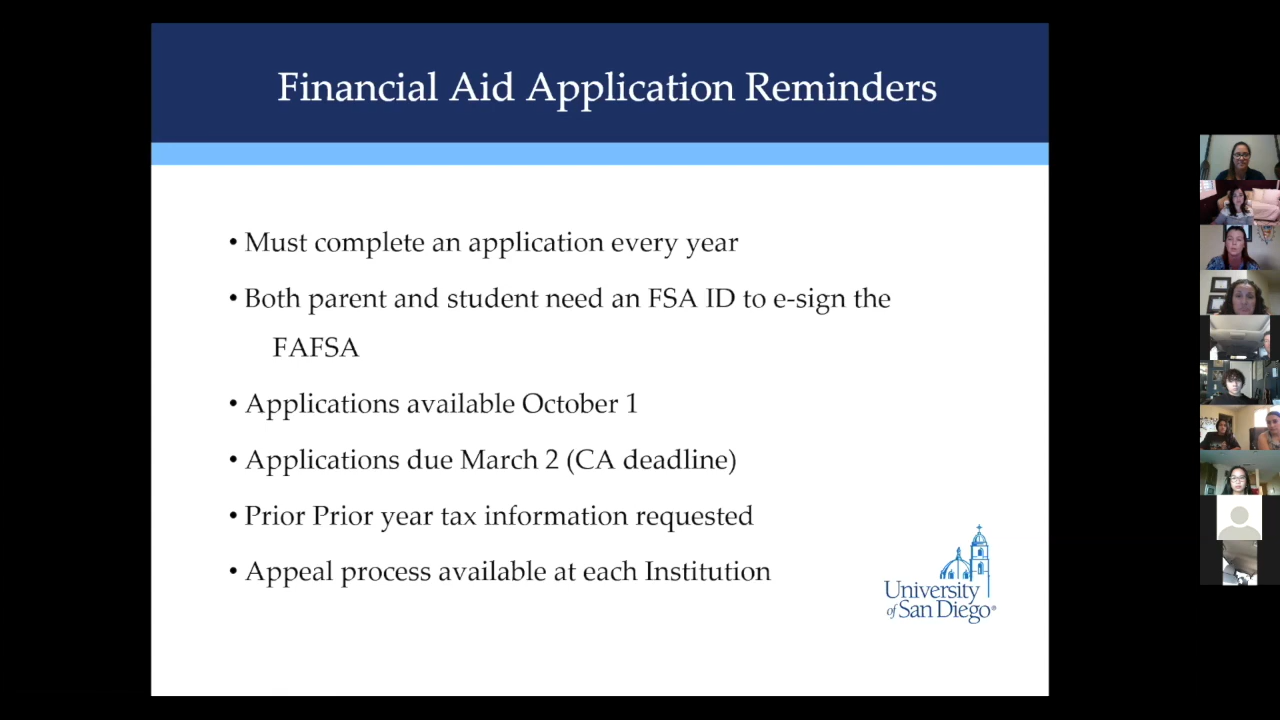 Financial Aid Application Reminders
• Must complete an application every year
• Both parent and student need an FSA ID to e-sign the
FAFSA
• Applications available October 1
• Applications due March 2 (CA deadline)
• Prior Prior year tax information requested
• Appeal process available at each Institution
University
of San Diego®